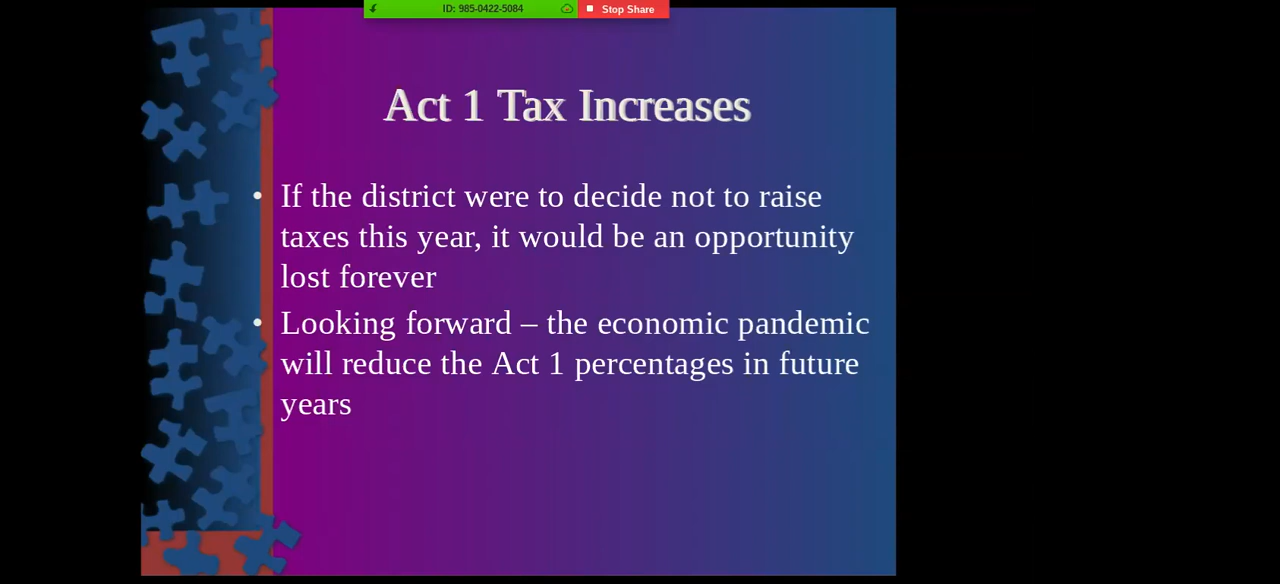 ID: 985-0422-5084
Stop Share
Act 1 Tax Increases
• If the district were to decide not to raise
taxes this year, it would be an opportunity
lost forever
• Looking forward – the economic pandemic
will reduce the Act 1 percentages in future
years